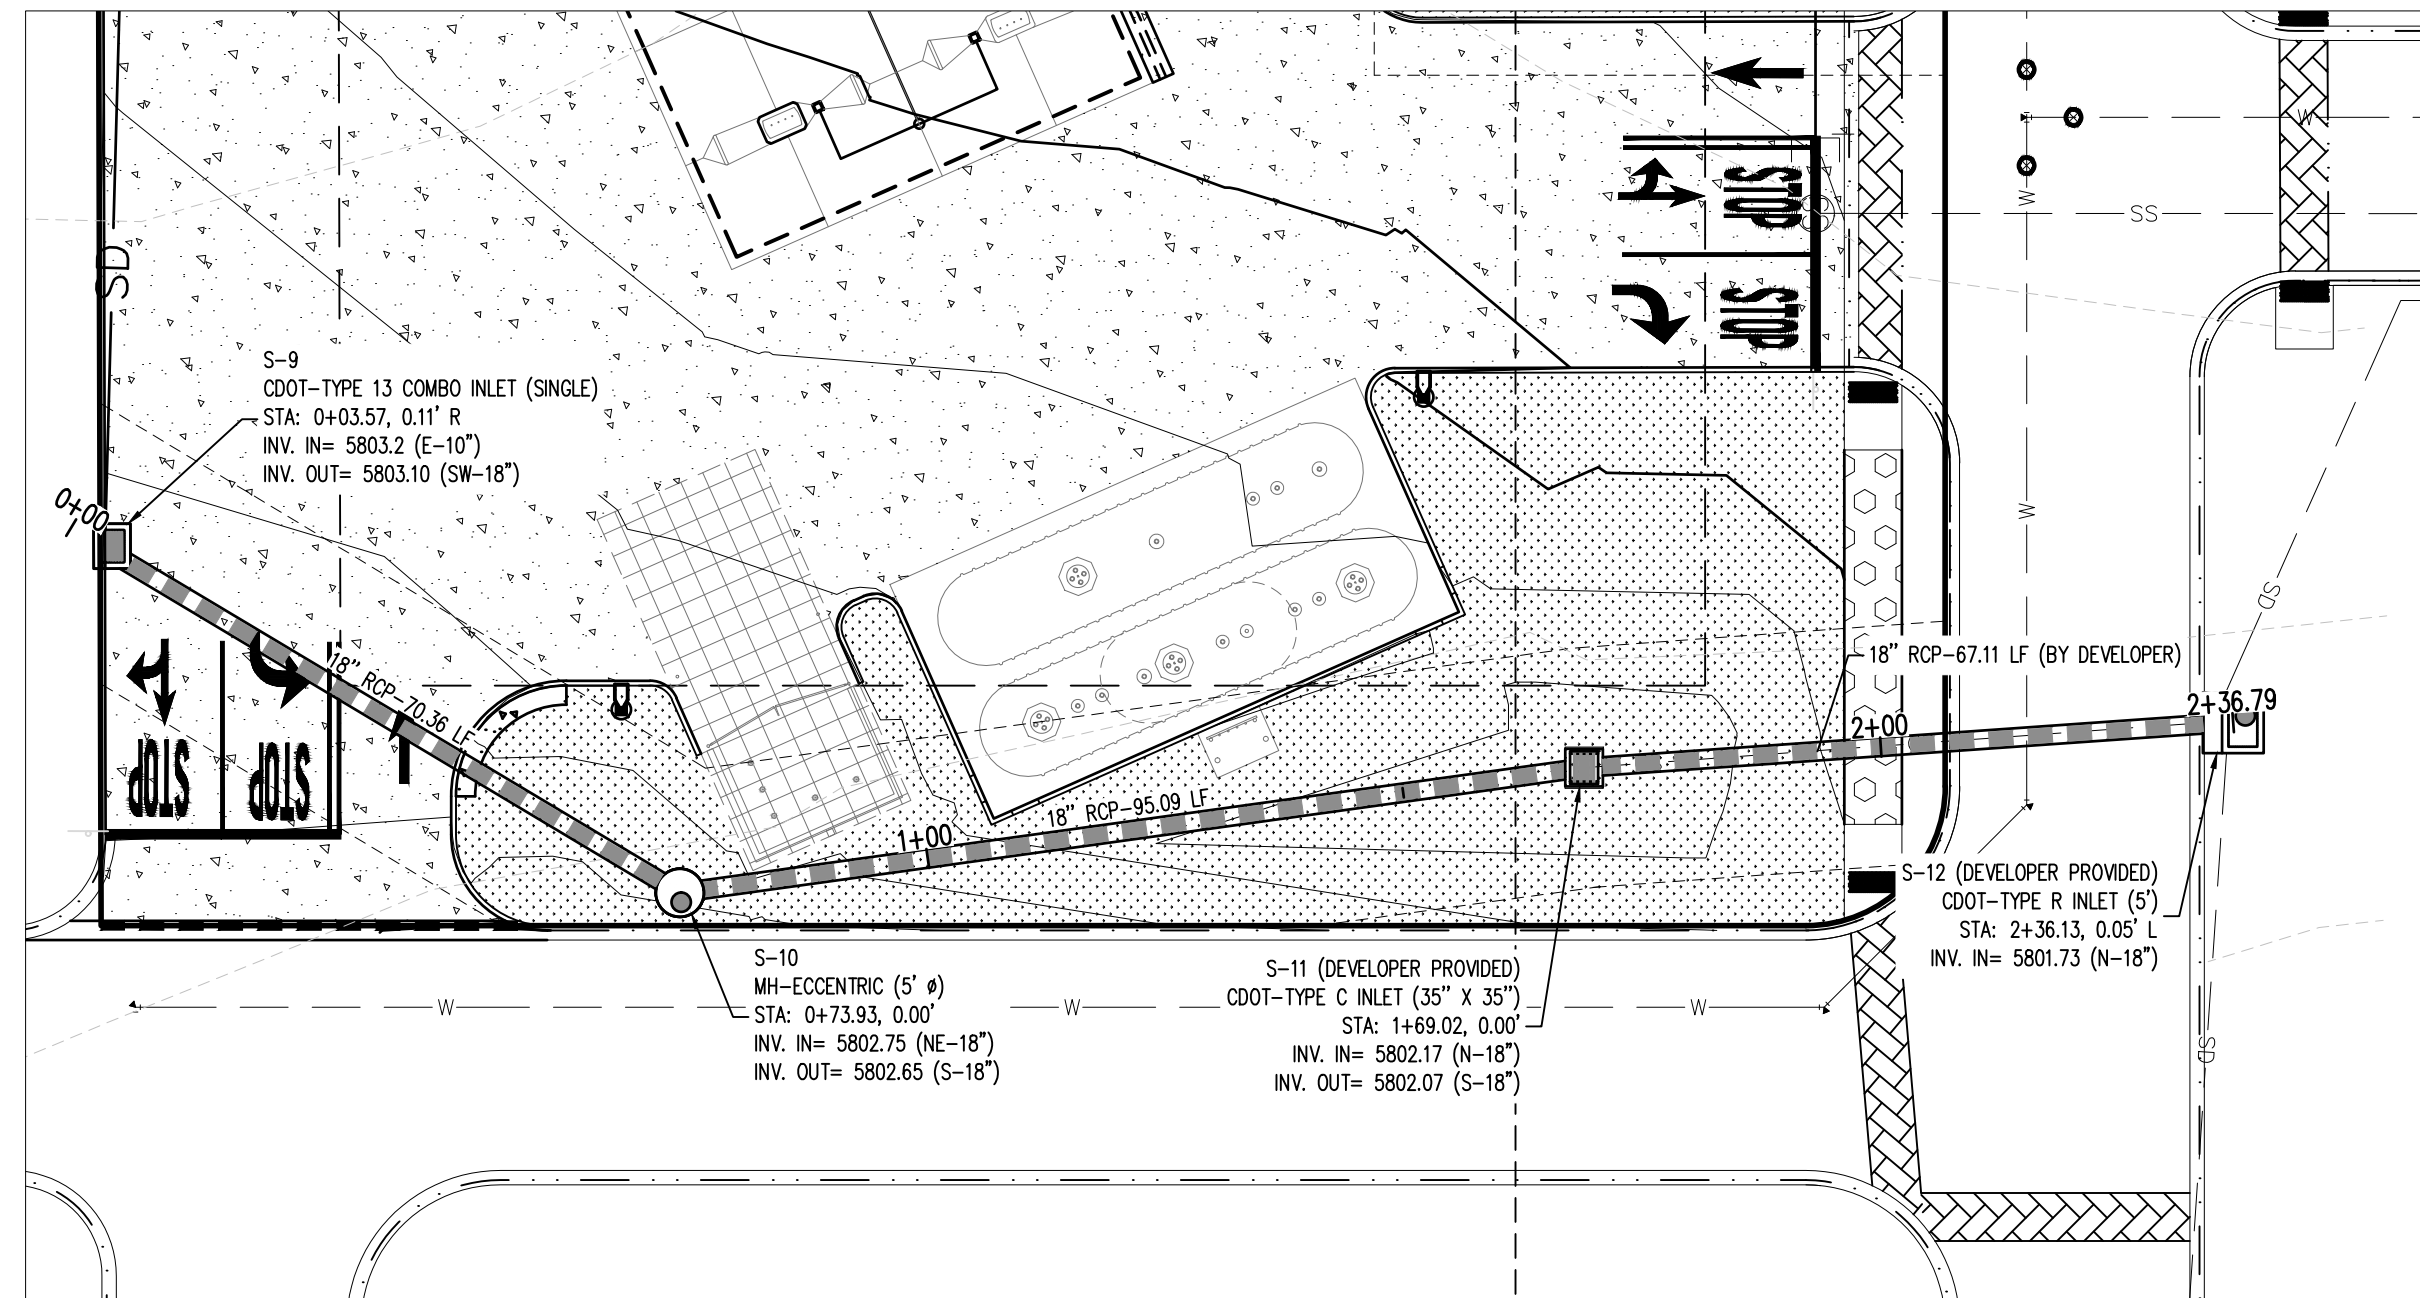 W
SS
W
STOP
SS
STOP
SD
S-9
CDOT-TYPE 13 COMBO INLET (SINGLE)
STA: 0+03.57, 0.11' R
INV. IN= 5803.2 (E-10")
INV. OUT= 5803.10 (SW-18")
0+00
W
SD
18" RCP-70.36 LF
18" RCP-67.11 LF (BY DEVELOPER)
2+36.79
2+00
STOP
STOP
18" RCP-95.09 LF
1+00
S-12 (DEVELOPER PROVIDED)
CDOT-TYPE R INLET (5')
STA: 2+36.13, 0.05' L
INV. IN= 5801.73 (N-18")
S-10
MH-ECCENTRIC (5' Ø)
STA: 0+73.93, 0.00'
INV. IN= 5802.75 (NE-18")
INV. OUT= 5802.65 (S-18")
S-11 (DEVELOPER PROVIDED)
CDOT-TYPE C INLET (35" X 35")
STA: 1+69.02, 0.00'
INV. IN= 5802.17 (N-18")
INV. OUT= 5802.07 (S-18")
W
W
W
SD